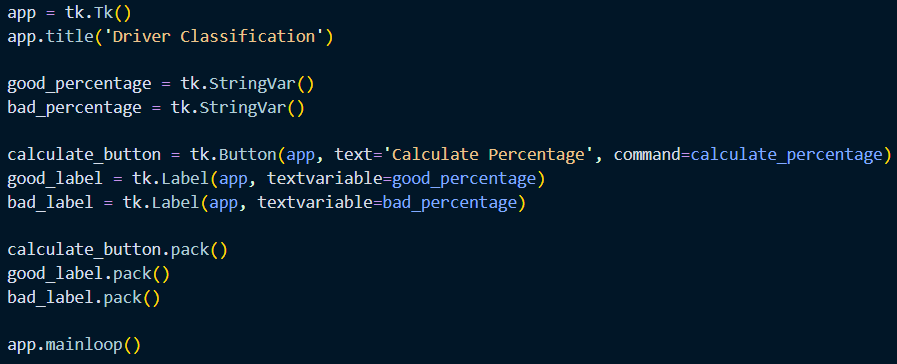 app = tk.Tk()
app.title('Driver Classification')
good_percentage = tk.StringVar()
bad_percentage = tk.StringVar()
calculate_button = tk.Button(app, text='Calculate Percentage', command=calculate_percentage)
good_label = tk.Label(app, textvariable=good_percentage)
bad_label = tk.Label(app, textvariable=bad_percentage)
calculate_button.pack()
good_label.pack()
bad_label.pack()
app.mainloop()